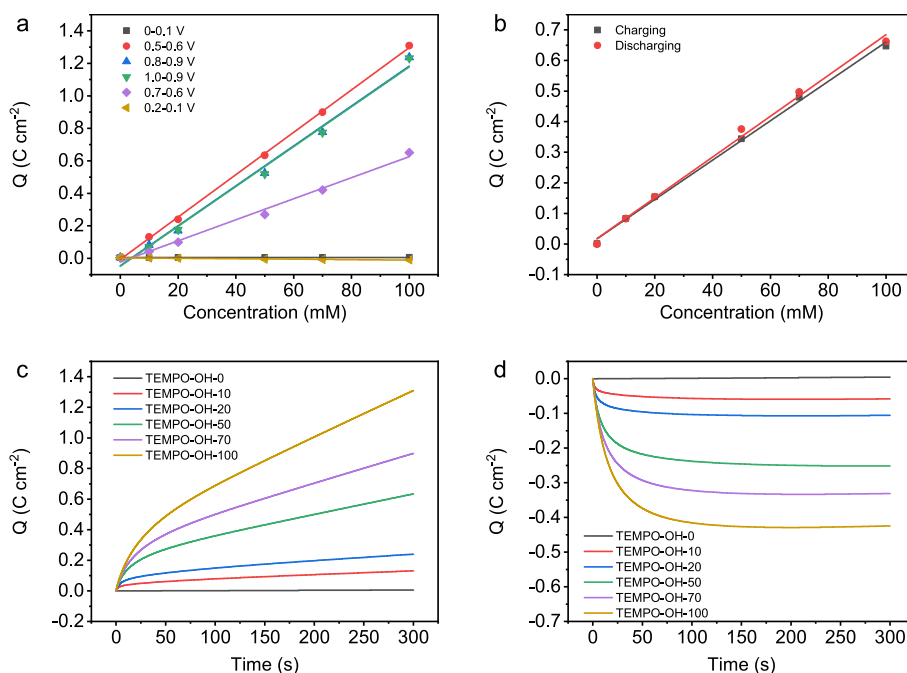 a
1.4
1.2
1.0
0.8
0.6
0.4
0.2
0.0
-0.2
Q (C cm-2)
0-0.1 V
0.5-0.6 V
0.8-0.9 V
1.0-0.9 V
0.7-0.6 V
0.2-0.1 V
0 20 40 60 80 100
Concentration (mM)
b
0.7
0.6
0.5
0.4
0.3
0.2
0.1
0.0
-0.1
Q (C cm-2)
Charging
Discharging
0 20 40 60 80 100
Concentration (mM)
c
1.4
1.2
1.0
0.8
0.6
0.4
0.2
0.0
-0.2
Q (C cm-2)
TEMPO-OH-0
TEMPO-OH-10
TEMPO-OH-20
TEMPO-OH-50
TEMPO-OH-70
TEMPO-OH-100
0 50 100 150 200 250 300
Time (s)
d
0.0
-0.1
-0.2
-0.3
-0.4
-0.5
-0.6
-0.7
Q (C cm-2)
TEMPO-OH-0
TEMPO-OH-10
TEMPO-OH-20
TEMPO-OH-50
TEMPO-OH-70
TEMPO-OH-100
0 50 100 150 200 250 300
Time (s)